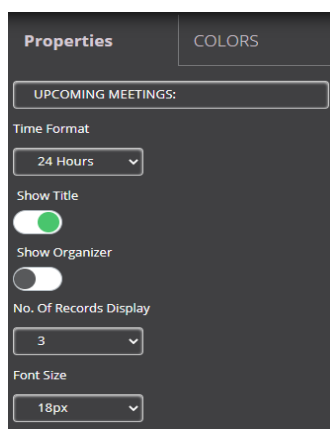 Properties COLORS
UPCOMING MEETINGS:
Time Format
24 Hours
Show Title
Show Organizer
No. Of Records Display
3
Font Size
18px